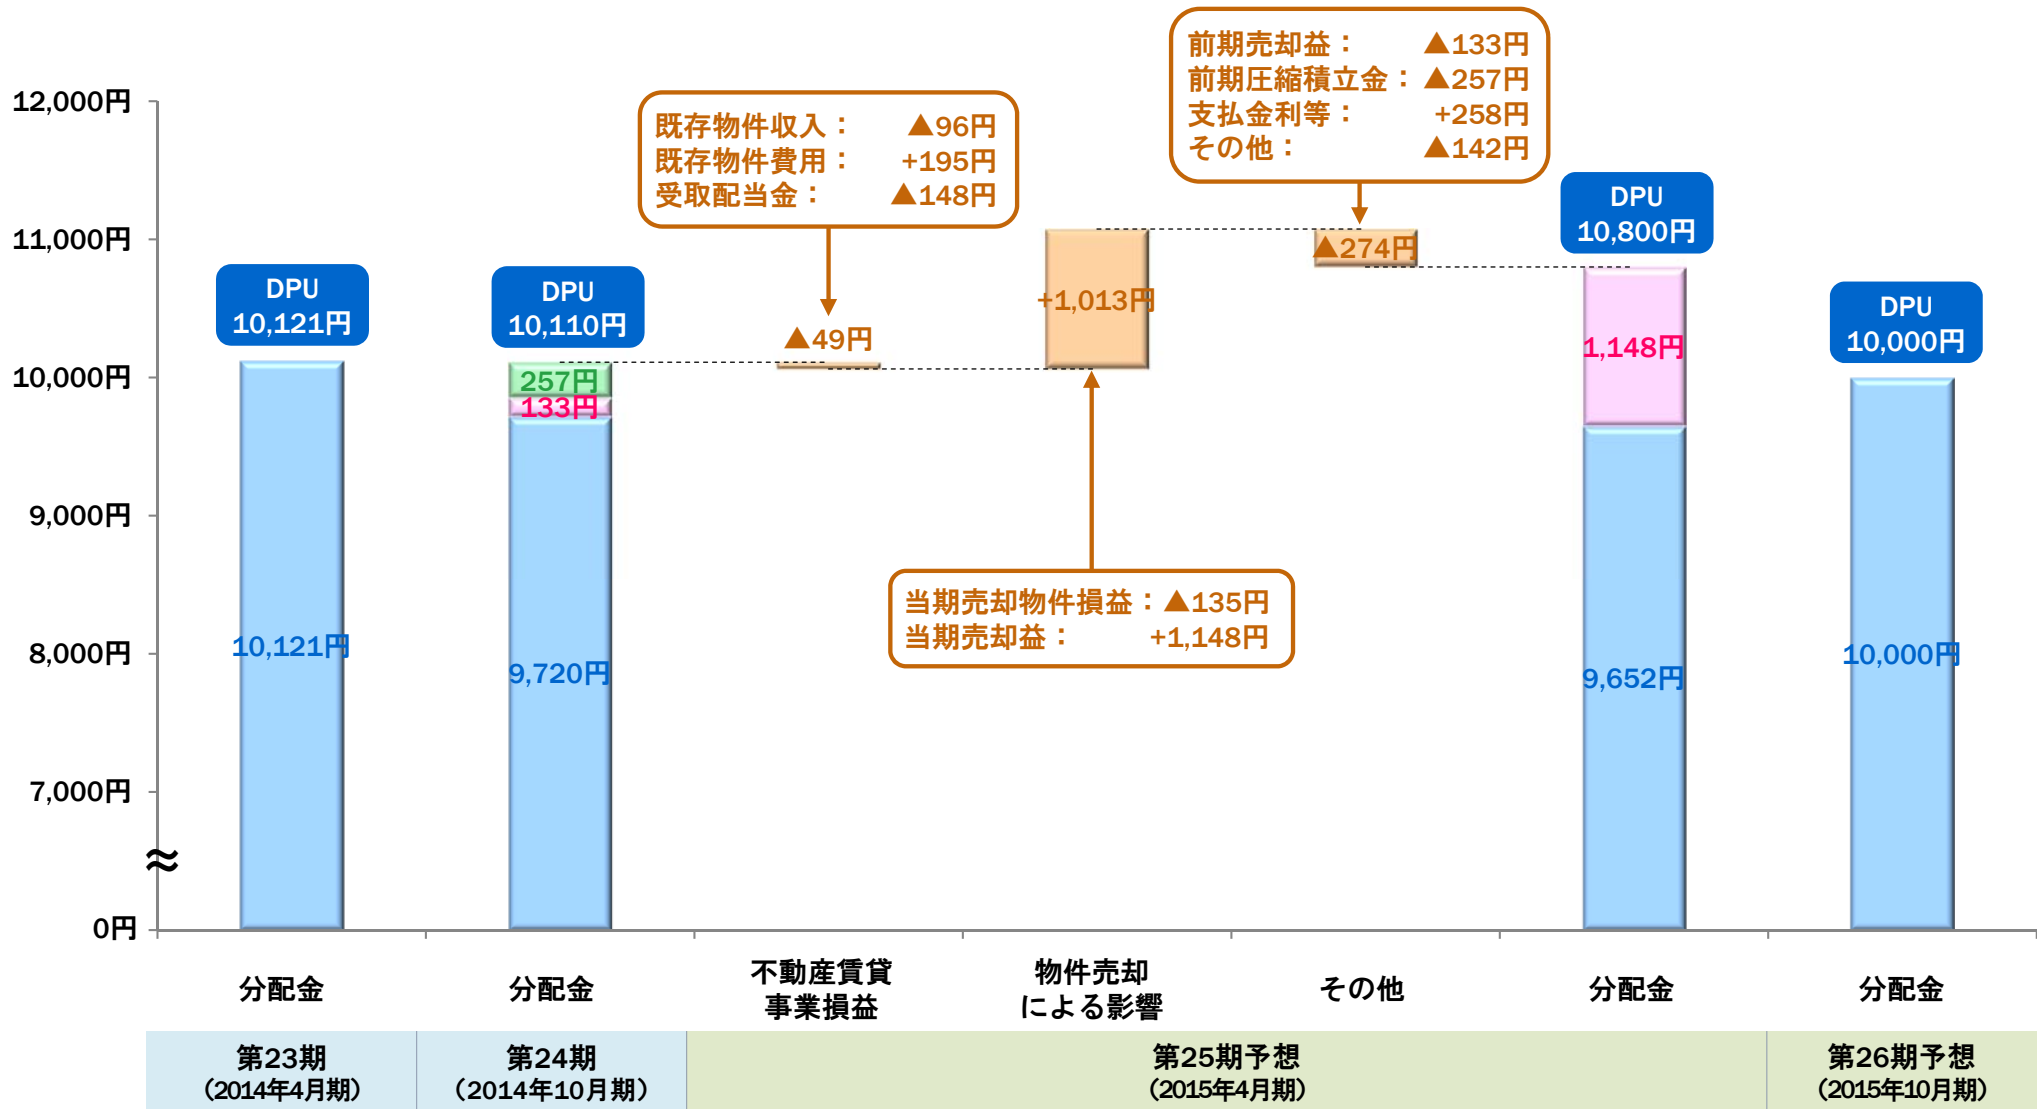 前期売却益： ▲133円
前期圧縮積立金： ▲257円
支払金利等： +258円
その他： ▲142円
既存物件収入： ▲96円
既存物件費用： +195円
受取配当金： ▲148円
12,000円
11,000円
10,000円
9,000円
8,000円
7,000円
0円
DPU
10,121円
DPU
10,110円
DPU
10,800円
DPU
10,000円
10,121円
257円
133円
9,720円
▲49円
+1,013円
▲274円
1,148円
9,652円
10,000円
当期売却物件損益： ▲135円
当期売却益： +1,148円
分配金
分配金
不動産賃貸
事業損益
物件売却
による影響
その他
分配金
分配金
第23期
（2014年4月期）
第24期
（2014年10月期）
第25期予想
（2015年4月期）
第26期予想
（2015年10月期）